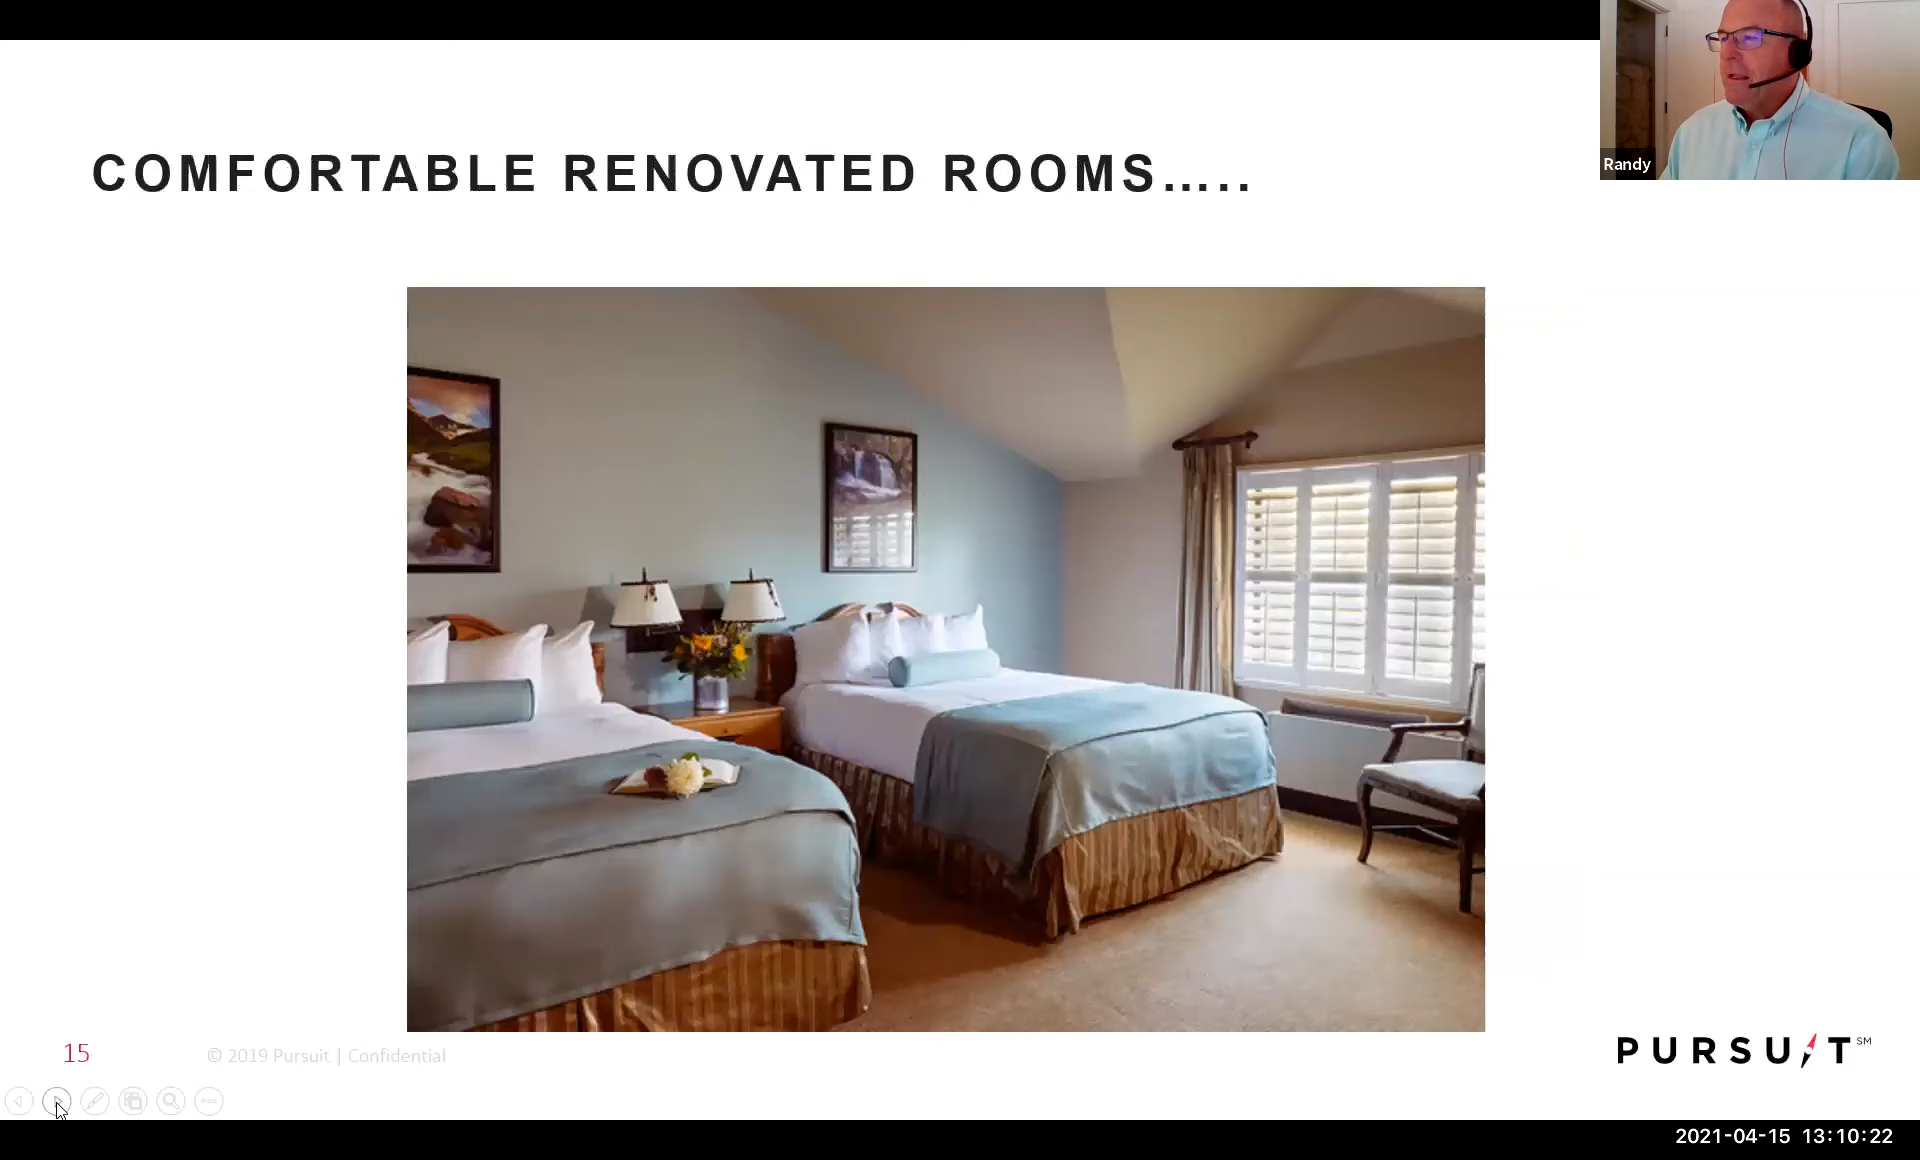 COMFORTABLE RENOVATED ROOMS…..
Randy
15
© 2019 Pursuit | Confidential
PURSUIT SM
2021-04-15 13:10:22